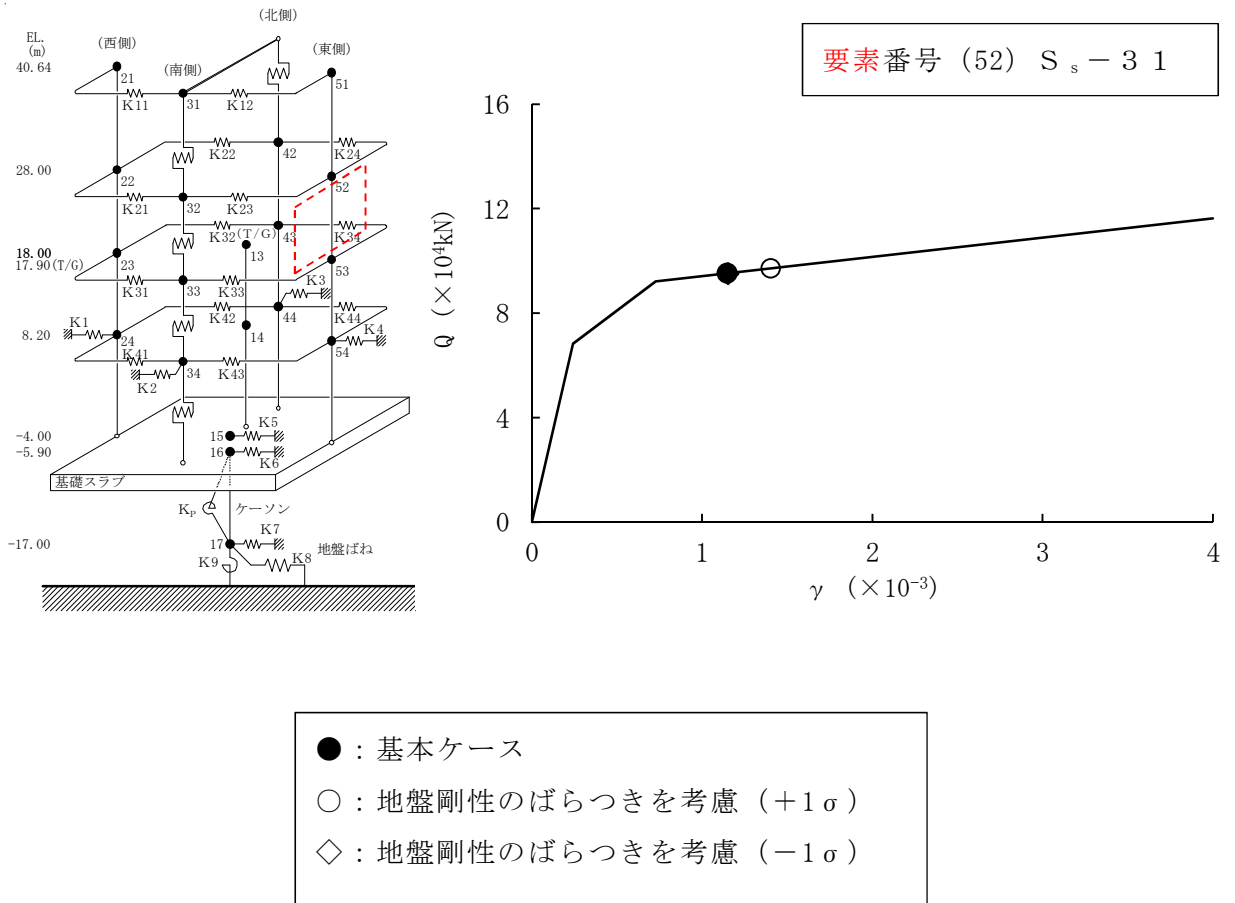 (北側)
EL.
(m)
(西側)
(東側)
(南側)
40.64
21
31
51
K11
K12
K22
42
K24
28.00
22
32
52
K21
K23
K32
(T/G)
43
K34
18.00
17.90(T/G)
23
13
33
53
K31
K33
K3
K1
K42
44
K44
K4
8.20
24
14
54
K41
34
K43
K2
K5
-4.00
15
-5.90
16
K6
基礎スラブ
KP
ケーソン
K7
-17.00
17
地盤ばね
K9
K8
要素番号(52) Ss-31
16
12
8
4
0
Q (×10⁴kN)
0 1 2 3 4
γ (×10⁻³)
●:基本ケース
○:地盤剛性のばらつきを考慮(+1σ)
◇:地盤剛性のばらつきを考慮(-1σ)